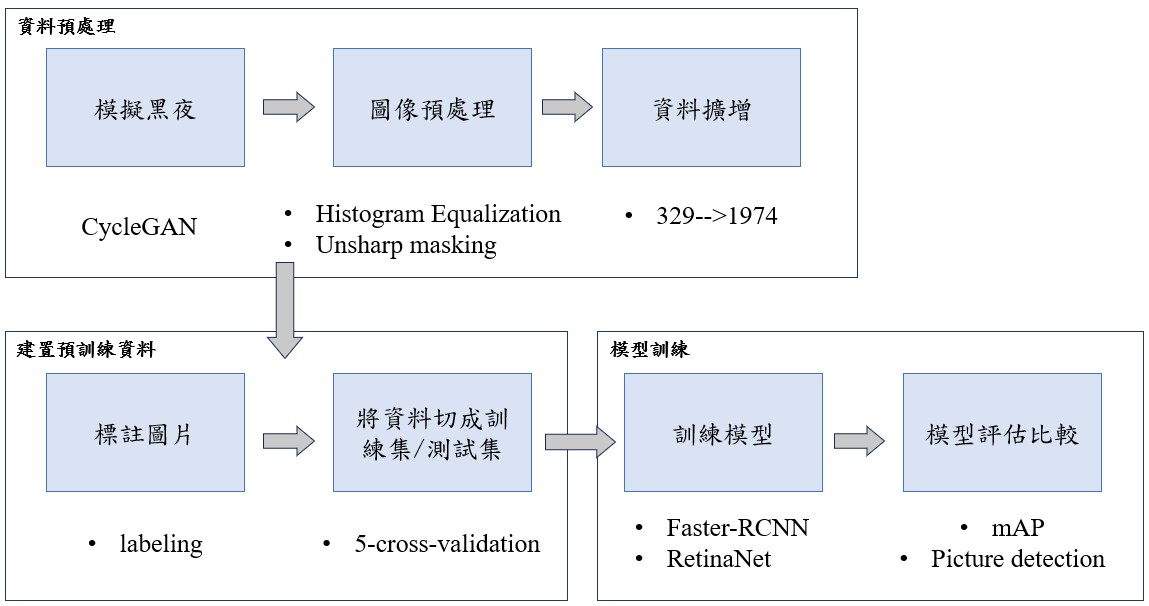 資料預處理
模擬黑夜
圖像預處理
資料擴增
CycleGAN
• Histogram Equalization
• Unsharp masking
• 329-->1974
建置預訓練資料
標註圖片
將資料切成訓
練集/測試集
• labeling
• 5-cross-validation
模型訓練
訓練模型
模型評估比較
• Faster-RCNN
• RetinaNet
• mAP
• Picture detection